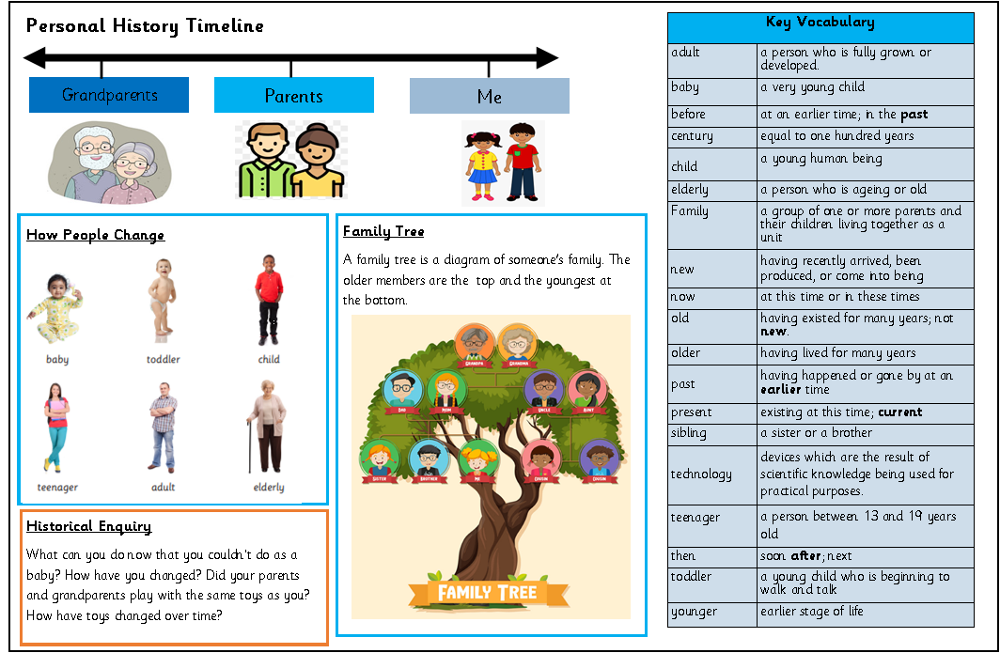 Personal History Timeline
Grandparents
Parents
Me
How People Change
baby
toddler
child
teenager
adult
elderly
Historical Enquiry
What can you do now that you couldn't do as a
baby? How have you changed? Did your parents
and grandparents play with the same toys as you?
How have toys changed over time?
Family Tree
A family tree is a diagram of someone's family. The
older members are the top and the youngest at
the bottom.
GRANDPA
GRANDMA
DAD
MOM
UNCLE
AUNT
SISTER
BROTHER
ME
COUSIN
COUSIN
FAMILY TREE
Key Vocabulary
adult
a person who is fully grown or
developed.
baby
a very young child
before
at an earlier time; in the past
century
equal to one hundred years
child
a young human being
elderly
a person who is ageing or old
Family
a group of one or more parents and
their children living together as a
unit
new
having recently arrived, been
produced, or come into being
now
at this time or in these times
old
having existed for many years; not
new.
older
having lived for many years
past
having happened or gone by at an
earlier time
present
existing at this time; current
sibling
a sister or a brother
technology
devices which are the result of
scientific knowledge being used for
practical purposes.
teenager
a person between 13 and 19 years
old
then
soon after; next
toddler
a young child who is beginning to
walk and talk
younger
earlier stage of life